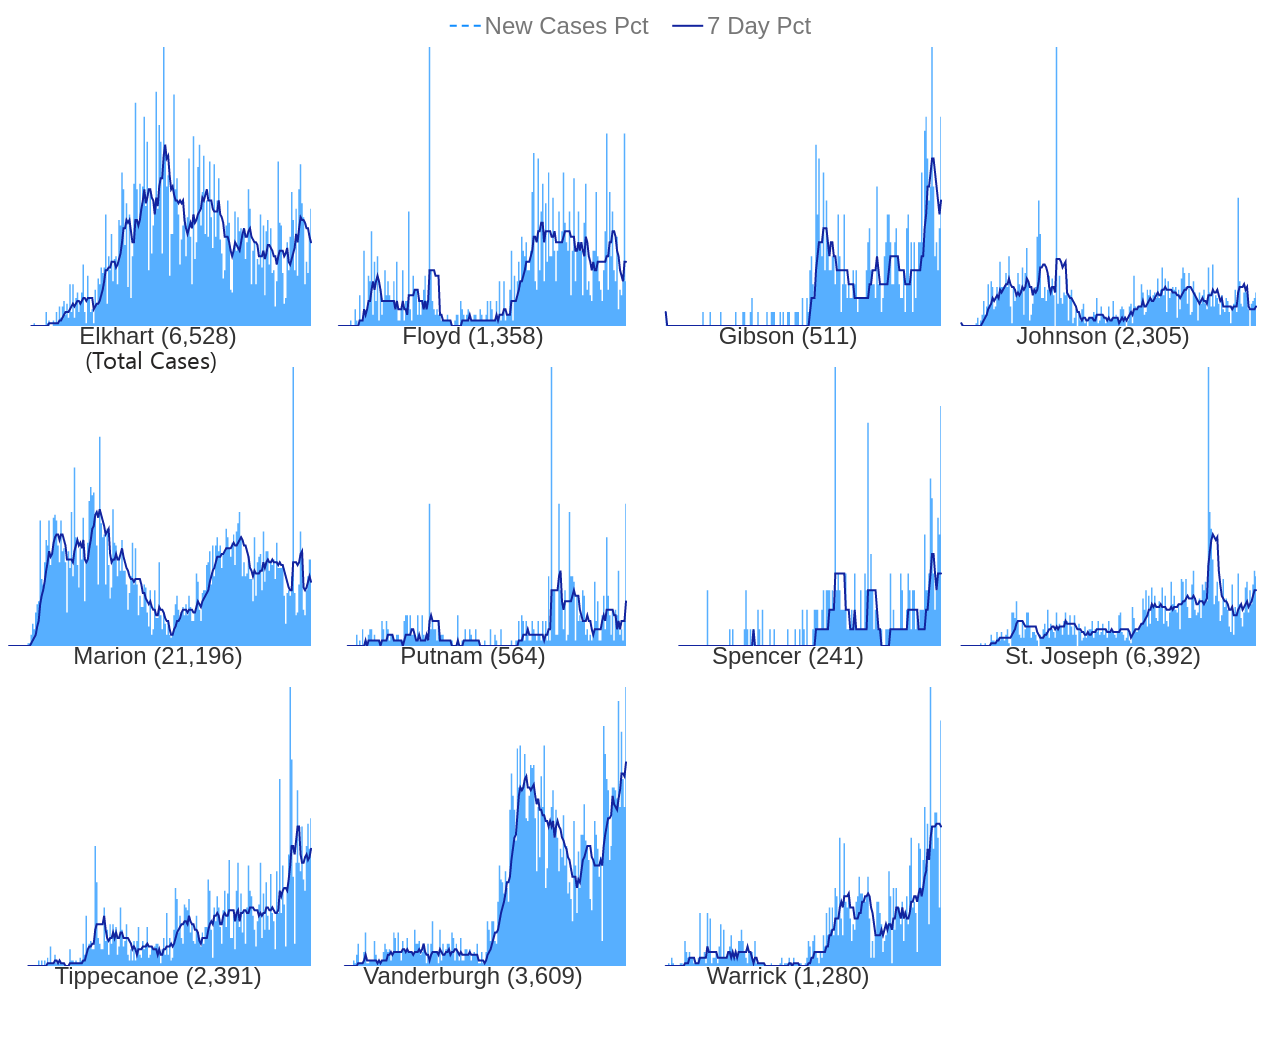 New Cases Pct 7 Day Pct
Elkhart (6,528) Floyd (1,358) Gibson (511) Johnson (2,305)
(Total Cases)
Marion (21,196) Putnam (564) Spencer (241) St. Joseph (6,392)
Tippecanoe (2,391) Vanderburgh (3,609) Warrick (1,280)